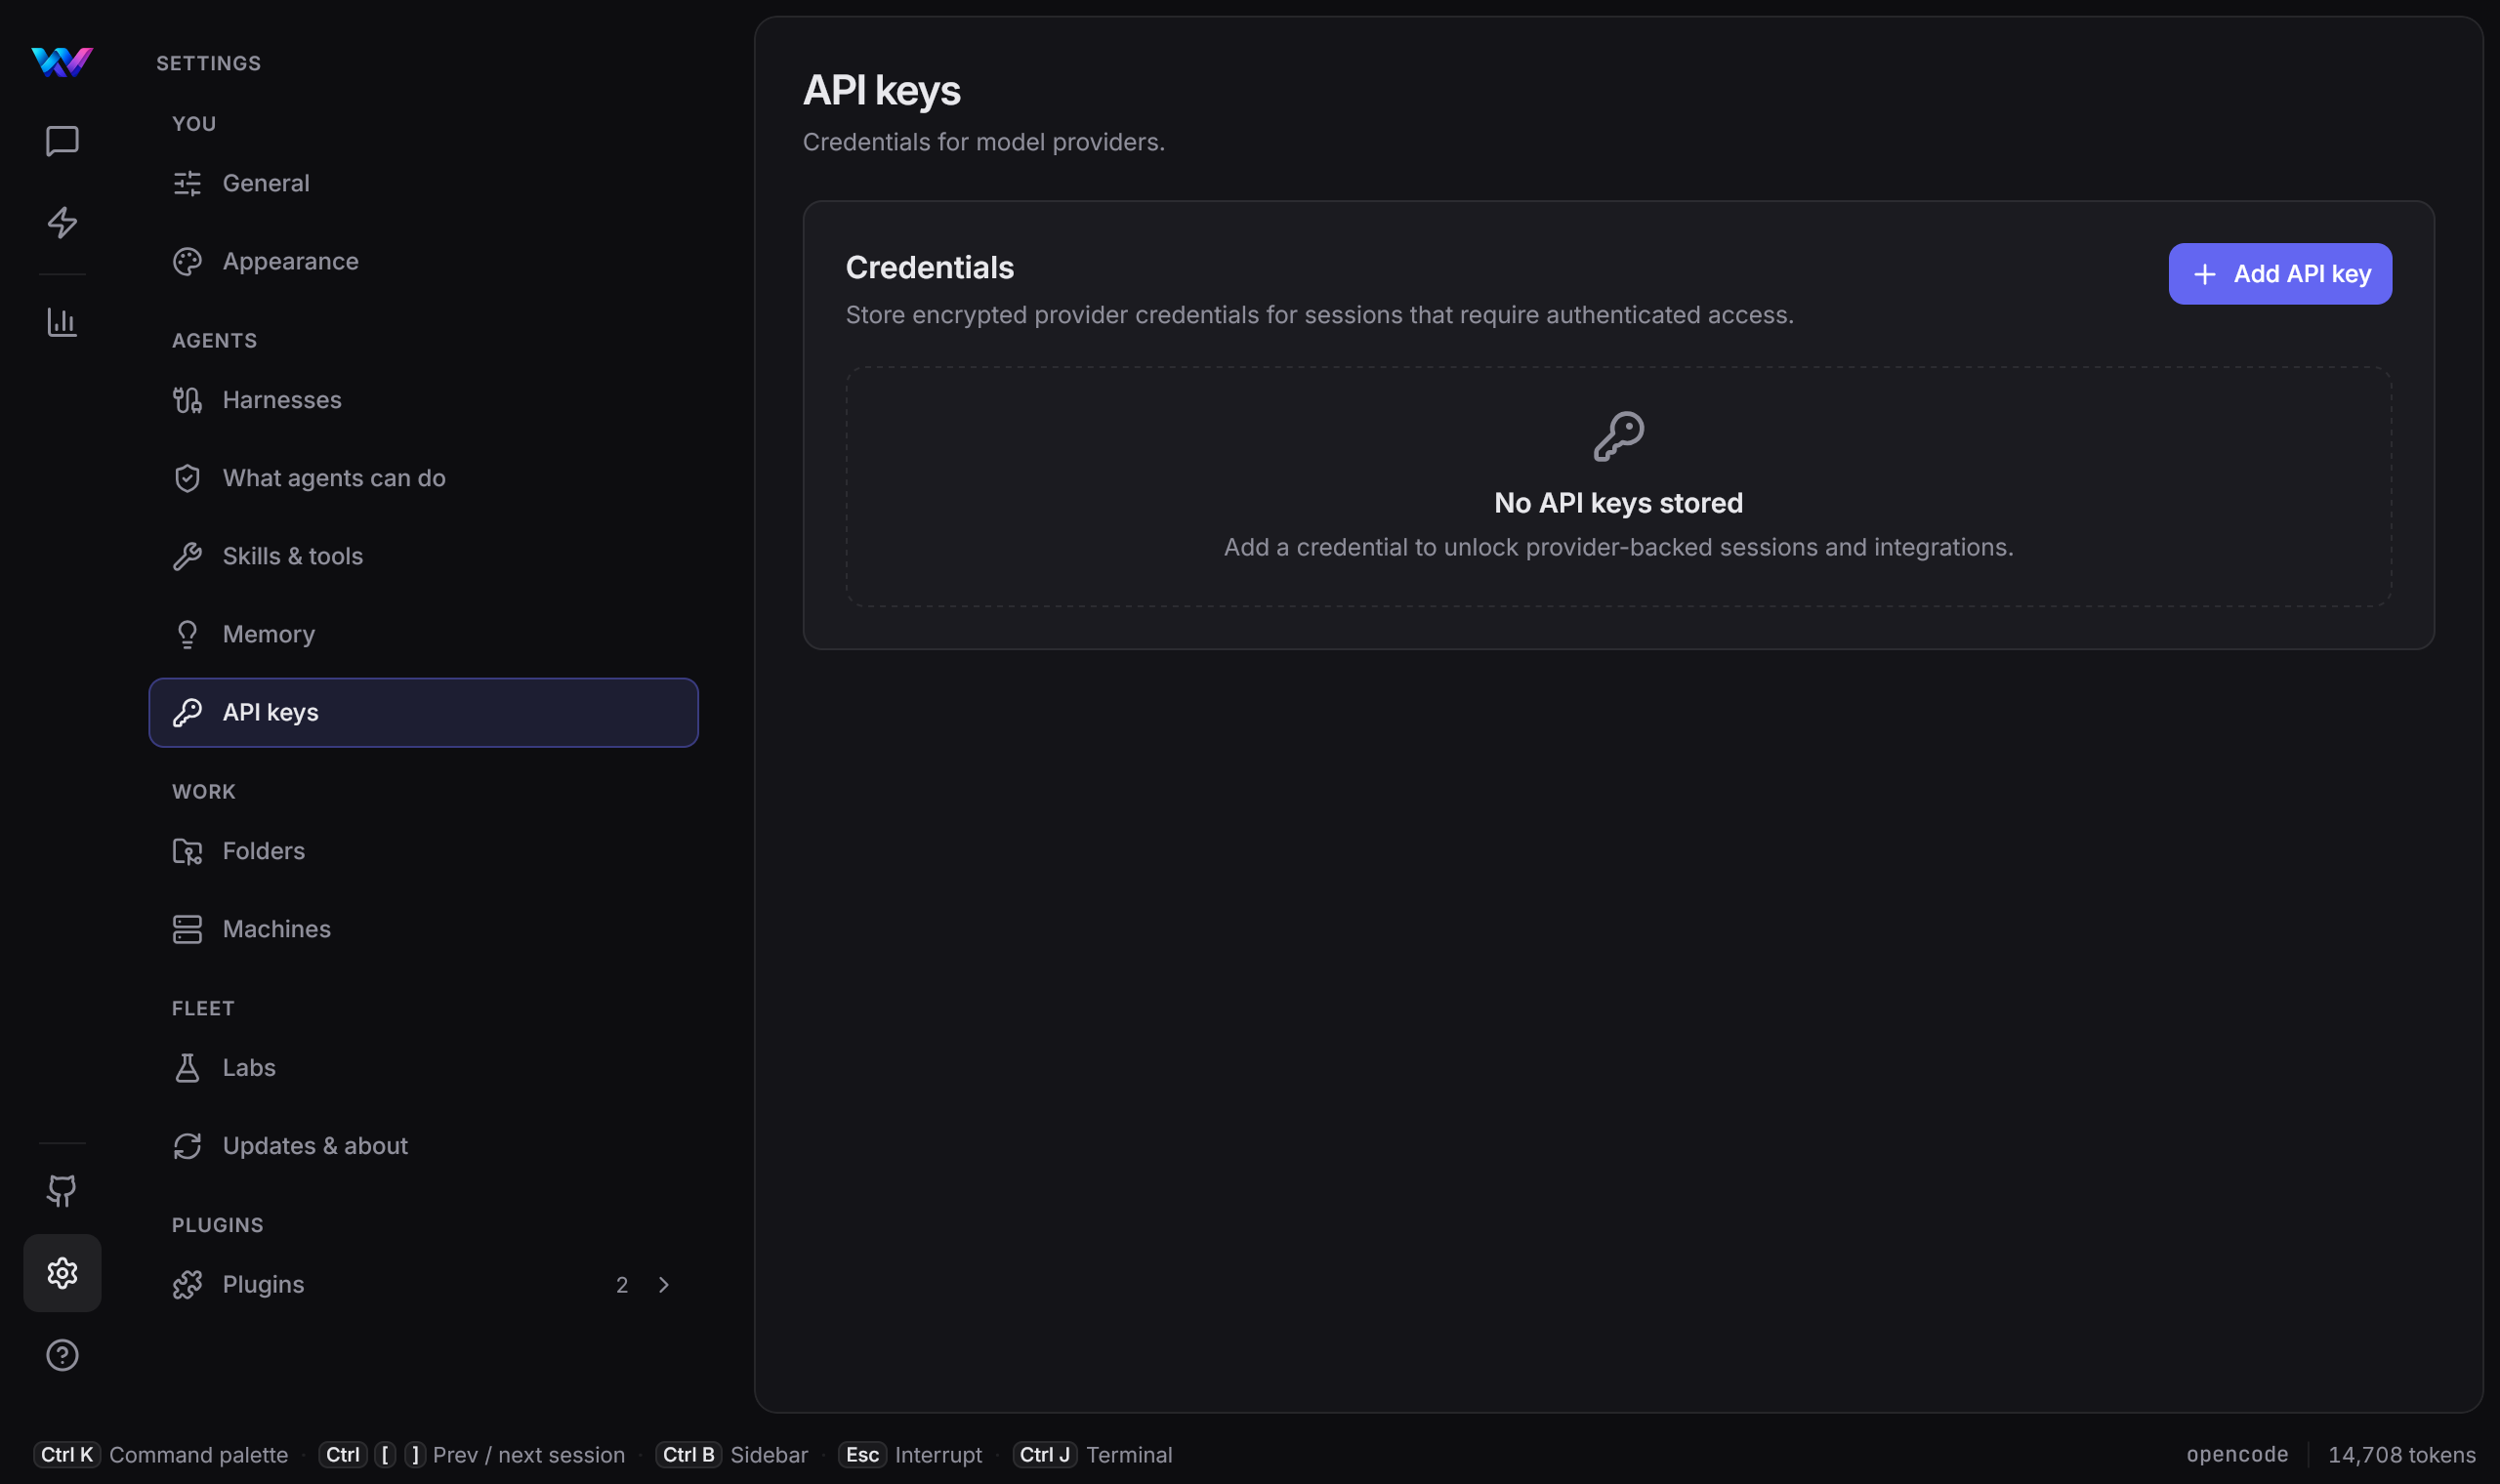 SETTINGS
YOU
General
Appearance
AGENTS
Harnesses
What agents can do
Skills & tools
Memory
API keys
WORK
Folders
Machines
FLEET
Labs
Updates & about
PLUGINS
Plugins 2
API keys
Credentials for model providers.
Credentials
Add API key
Store encrypted provider credentials for sessions that require authenticated access.
No API keys stored
Add a credential to unlock provider-backed sessions and integrations.
Ctrl K Command palette · Ctrl [ ] Prev / next session · Ctrl B Sidebar · Esc Interrupt · Ctrl J Terminal
opencode 14,708 tokens